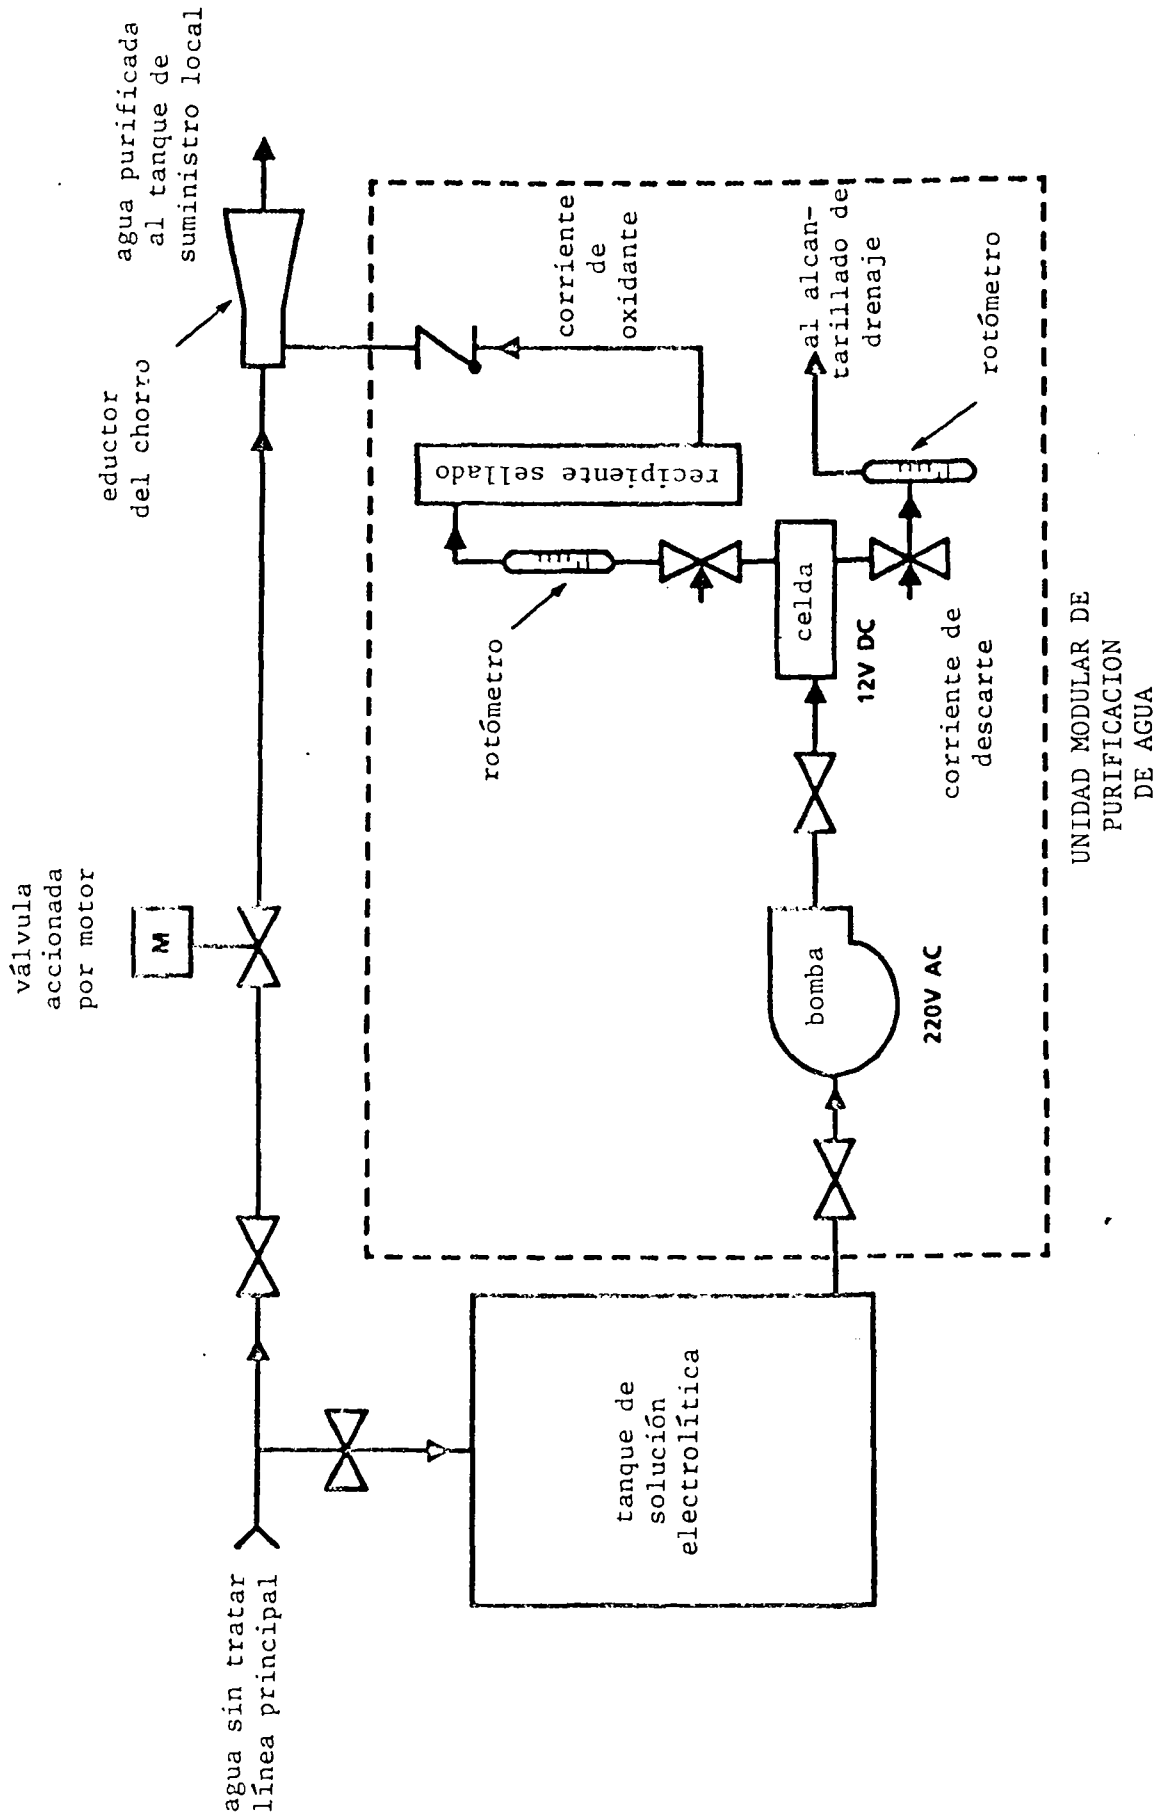 agua sin tratar
línea principal
válvula
accionada
por motor
M
eductor
del chorro
agua purificada
al tanque de
suministro local
tanque de
solución
electrolítica
bomba
220V AC
celda
12V DC
rotómetro
recipiente sellado
corriente
de
oxidante
al alcan-
tarillado de
drenaje
rotómetro
corriente de
descarte
UNIDAD MODULAR DE
PURIFICACION
DE AGUA